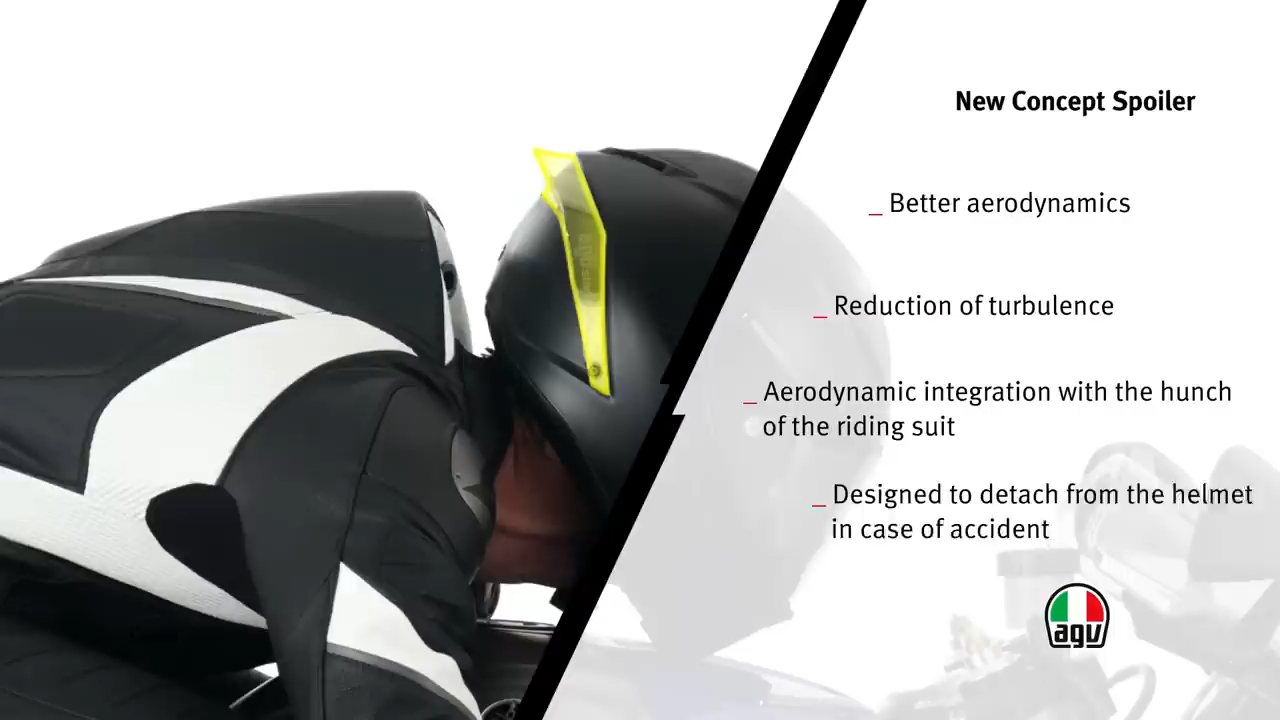 New Concept Spoiler
_ Better aerodynamics
_ Reduction of turbulence
_ Aerodynamic integration with the hunch
of the riding suit
_ Designed to detach from the helmet
in case of accident
agv